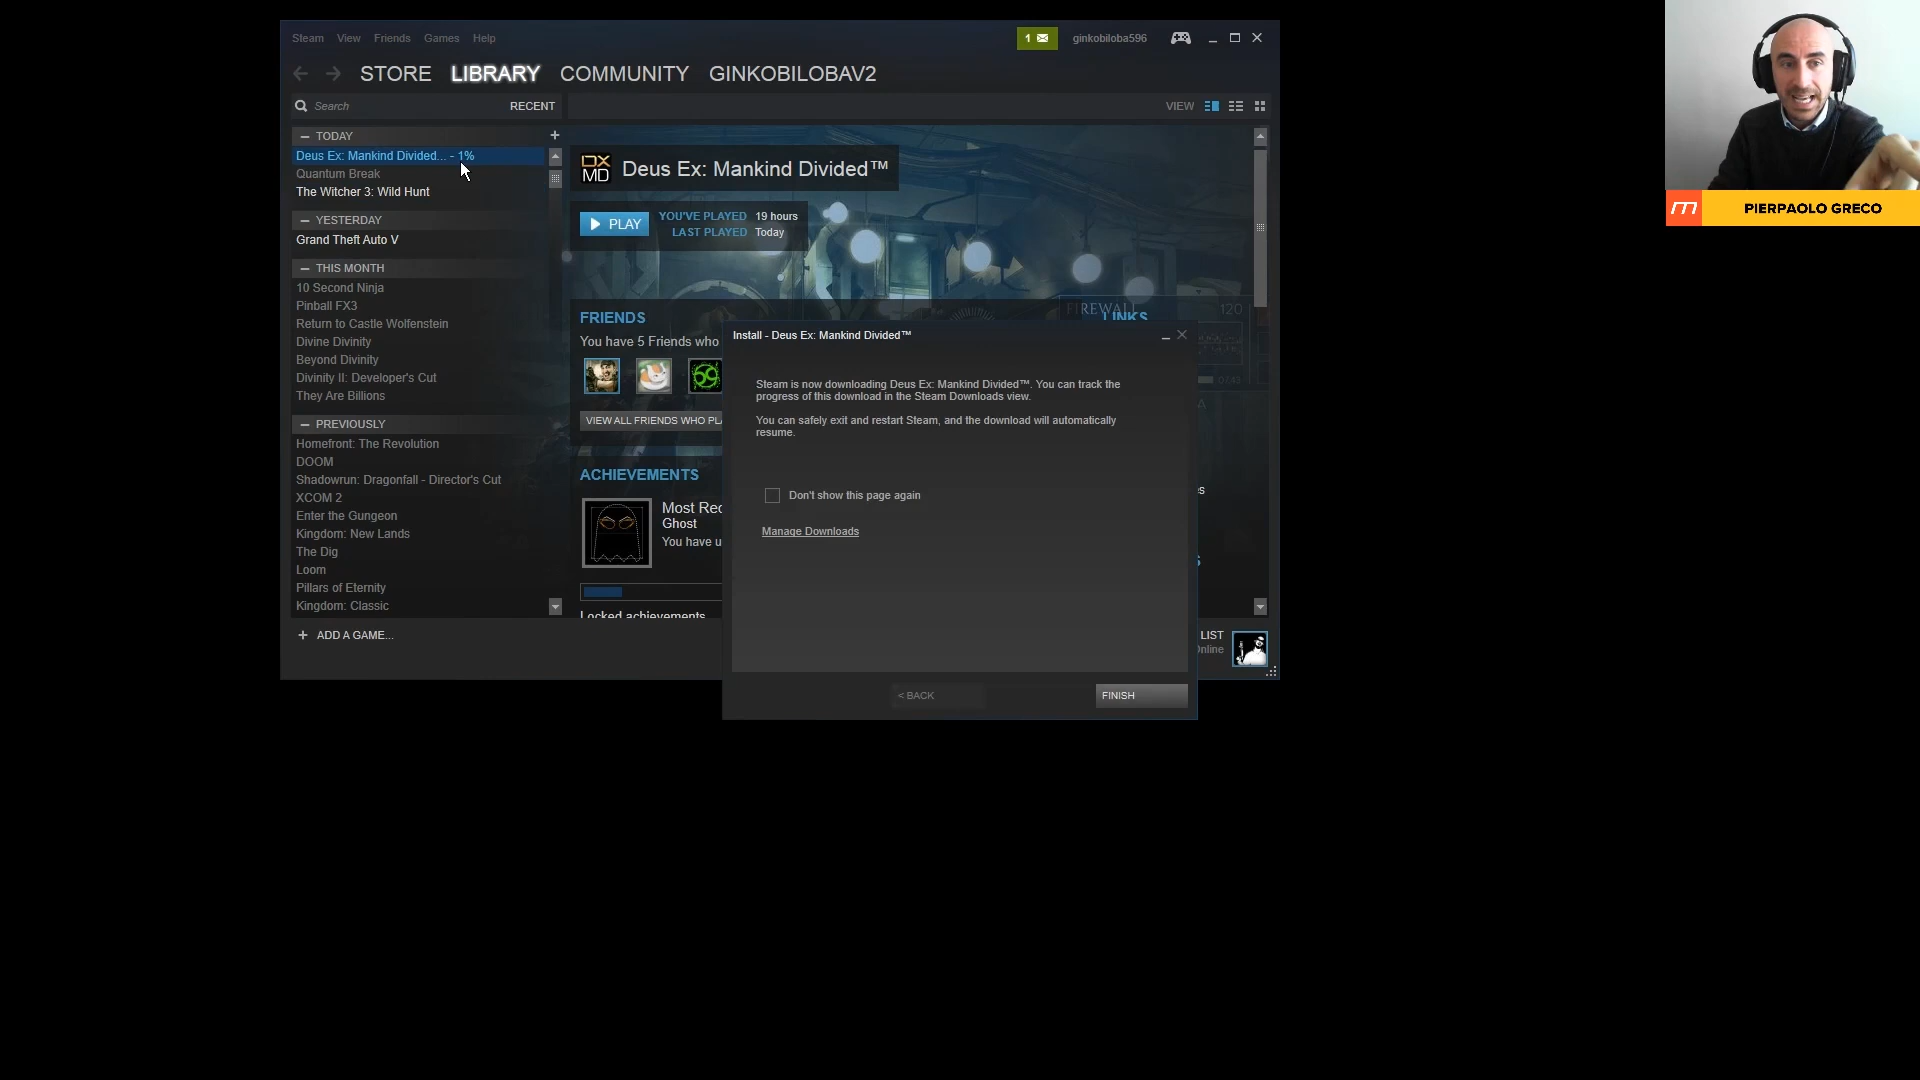 Steam View Friends Games Help
1
ginkobiloba596
STORE LIBRARY COMMUNITY GINKOBILOBAV2
Search
RECENT
VIEW
TODAY
Deus Ex: Mankind Divided... - 1%
Quantum Break
The Witcher 3: Wild Hunt
YESTERDAY
Grand Theft Auto V
THIS MONTH
10 Second Ninja
Pinball FX3
Return to Castle Wolfenstein
Divine Divinity
Beyond Divinity
Divinity II: Developer's Cut
They Are Billions
PREVIOUSLY
Homefront: The Revolution
DOOM
Shadowrun: Dragonfall - Director's Cut
XCOM 2
Enter the Gungeon
Kingdom: New Lands
The Dig
Loom
Pillars of Eternity
Kingdom: Classic
+ ADD A GAME...
DX
MD
Deus Ex: Mankind Divided™
PLAY
YOU'VE PLAYED 19 hours
LAST PLAYED Today
FRIENDS
You have 5 Friends who
VIEW ALL FRIENDS WHO PLA
ACHIEVEMENTS
Most Rec
Ghost
You have u
Locked achievements
FIREWALL 120
LINKS
Install - Deus Ex: Mankind Divided™
Steam is now downloading Deus Ex: Mankind Divided™. You can track the
progress of this download in the Steam Downloads view.
You can safely exit and restart Steam, and the download will automatically
resume.
Don't show this page again
Manage Downloads
< BACK
FINISH
LIST
nline
PIERPAOLO GRECO